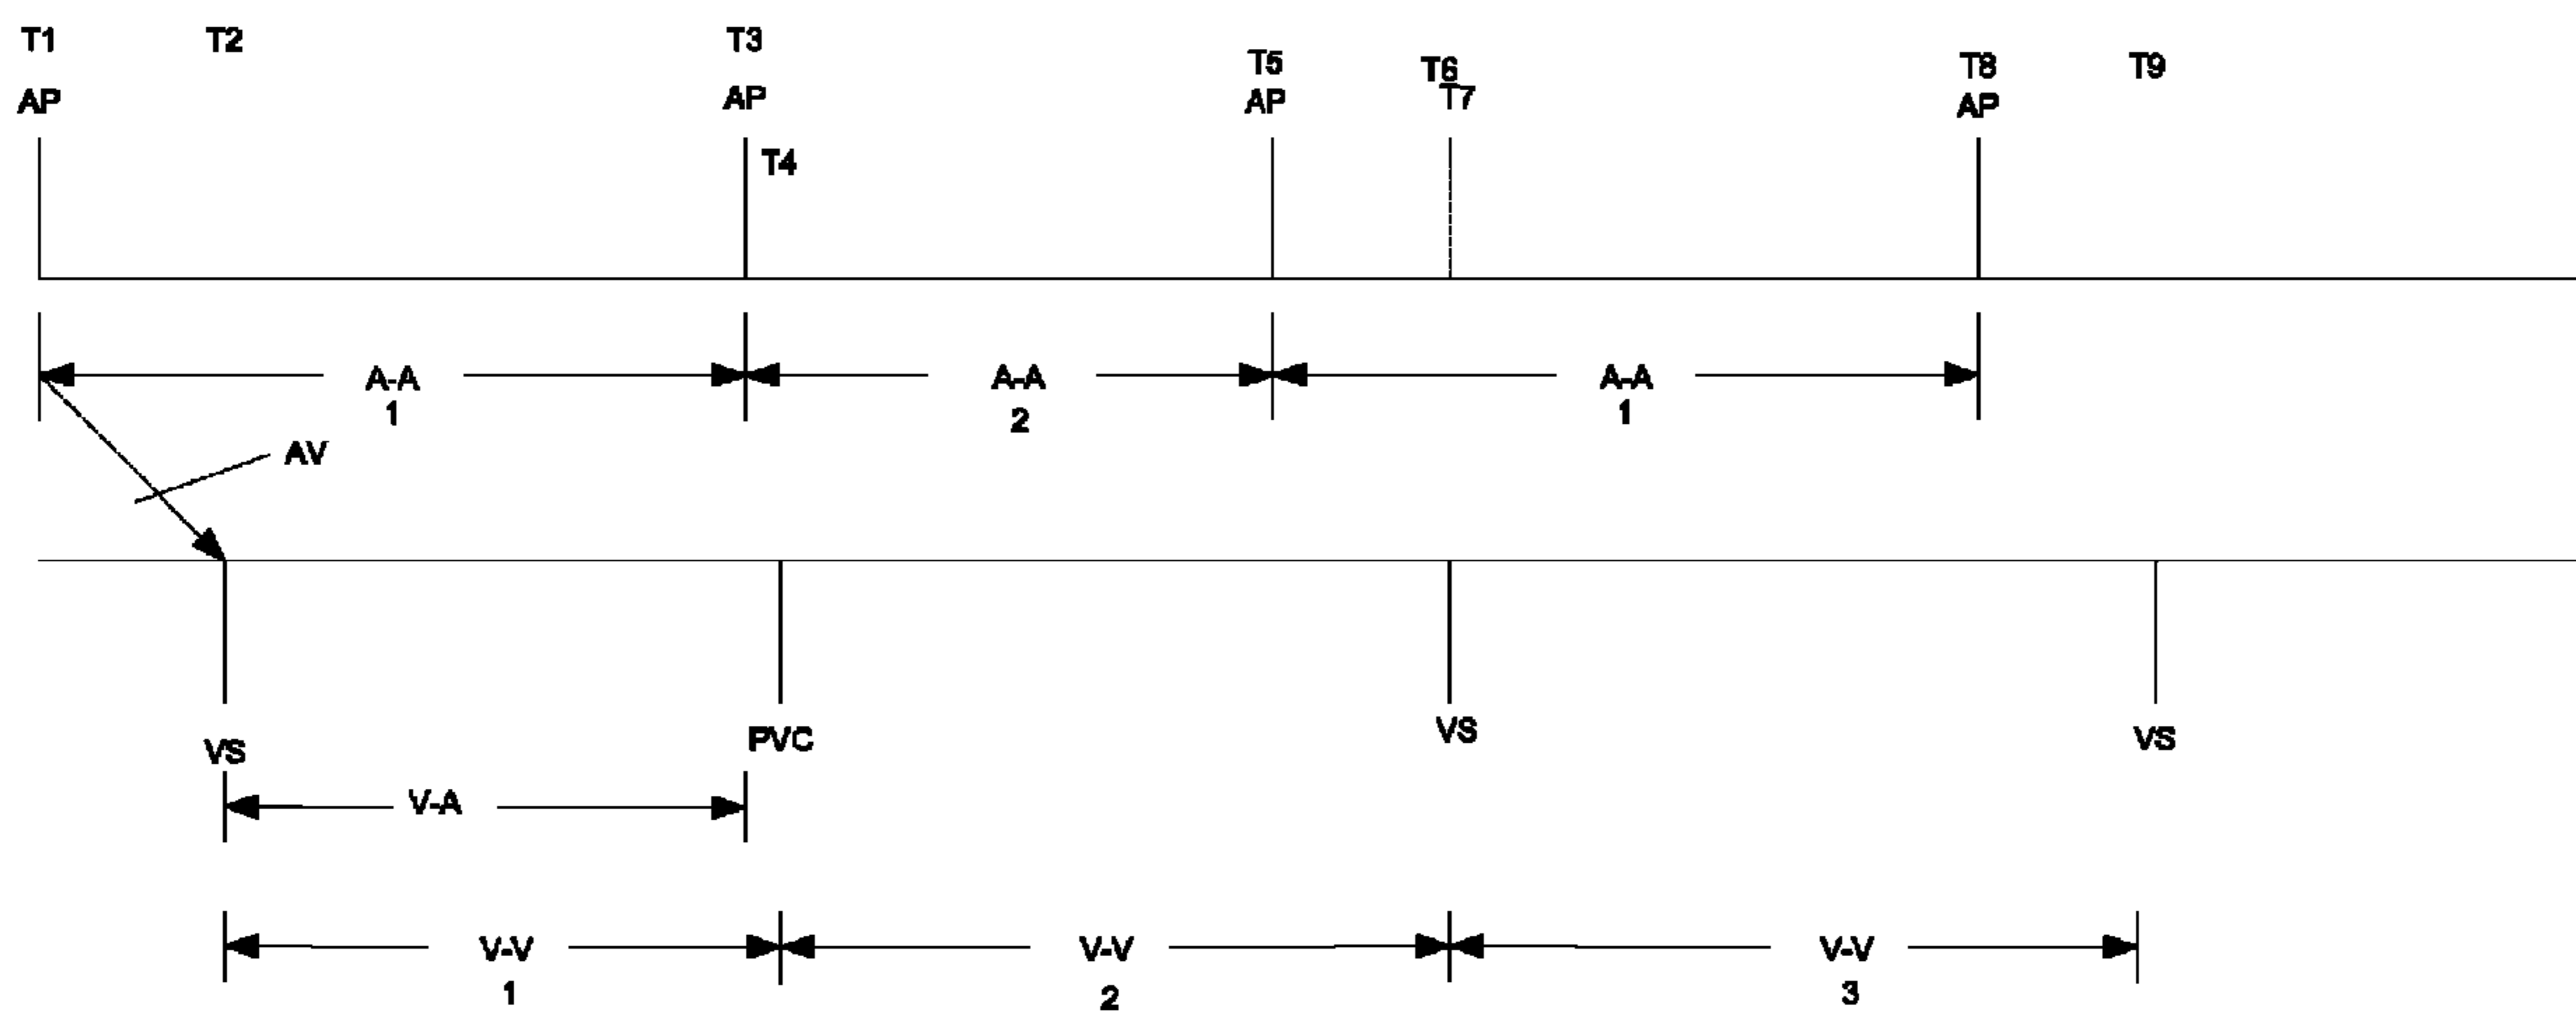 T1 T2 T3 T5 T6 T8 T9
AP AP AP T7 AP
T4
A-A A-A A-A
1 2 1
AV
VS PVC VS VS
V-A
V-V V-V V-V
1 2 3